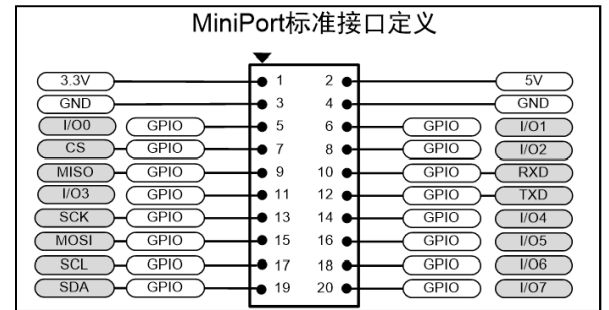 MiniPort标准接口定义
3.3V 1 2 5V
GND 3 4 GND
I/O0 GPIO 5 6 GPIO I/O1
CS GPIO 7 8 GPIO I/O2
MISO GPIO 9 10 GPIO RXD
I/O3 GPIO 11 12 GPIO TXD
SCK GPIO 13 14 GPIO I/O4
MOSI GPIO 15 16 GPIO I/O5
SCL GPIO 17 18 GPIO I/O6
SDA GPIO 19 20 GPIO I/O7